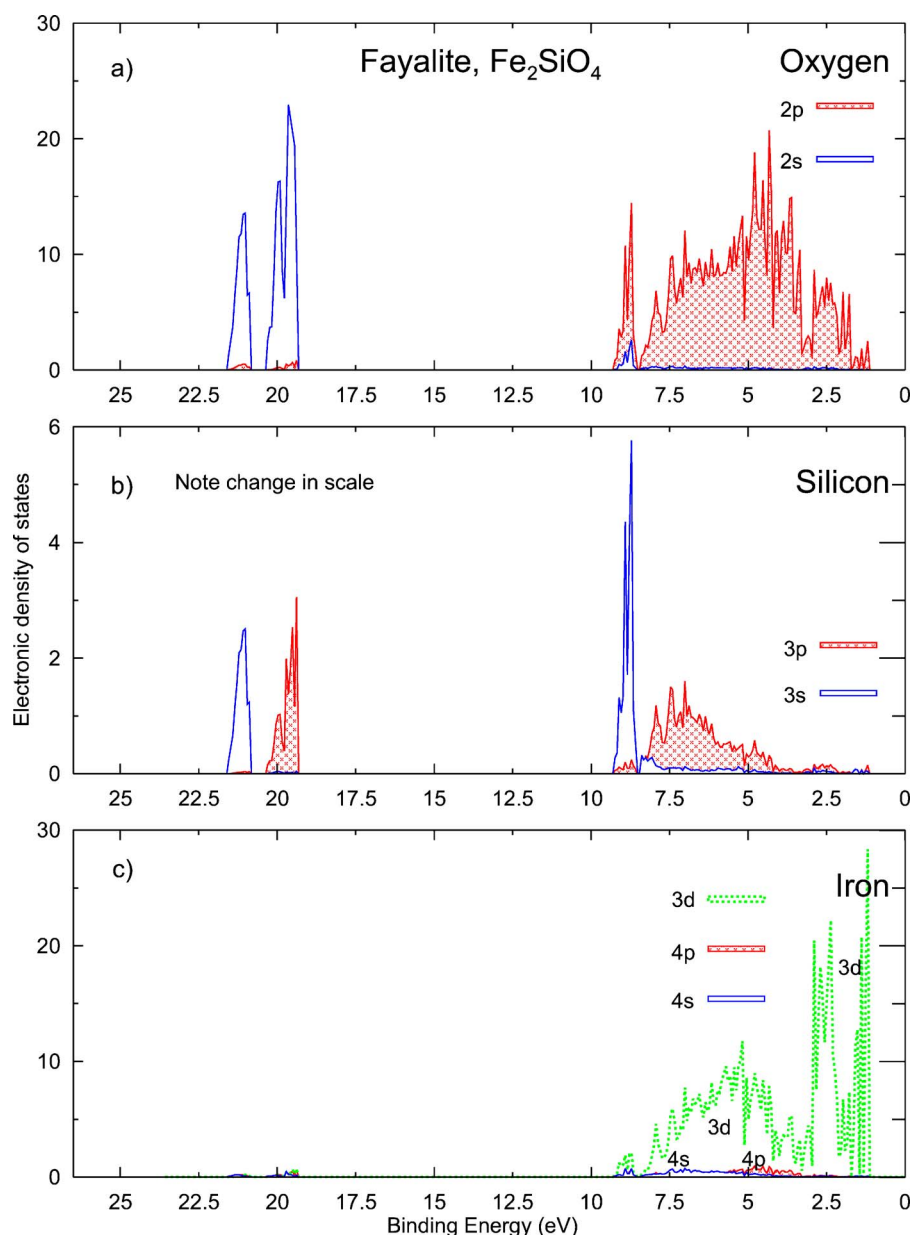 30
a)
Fayalite, Fe₂SiO₄
Oxygen
2p
2s
20
10
0
25
22.5
20
17.5
15
12.5
10
7.5
5
2.5
0
6
b)
Note change in scale
Silicon
4
3p
3s
2
0
25
22.5
20
17.5
15
12.5
10
7.5
5
2.5
0
Electronic density of states
30
c)
Iron
3d
4p
4s
3d
20
10
3d
4s
4p
0
25
22.5
20
17.5
15
12.5
10
7.5
5
2.5
0
Binding Energy (eV)